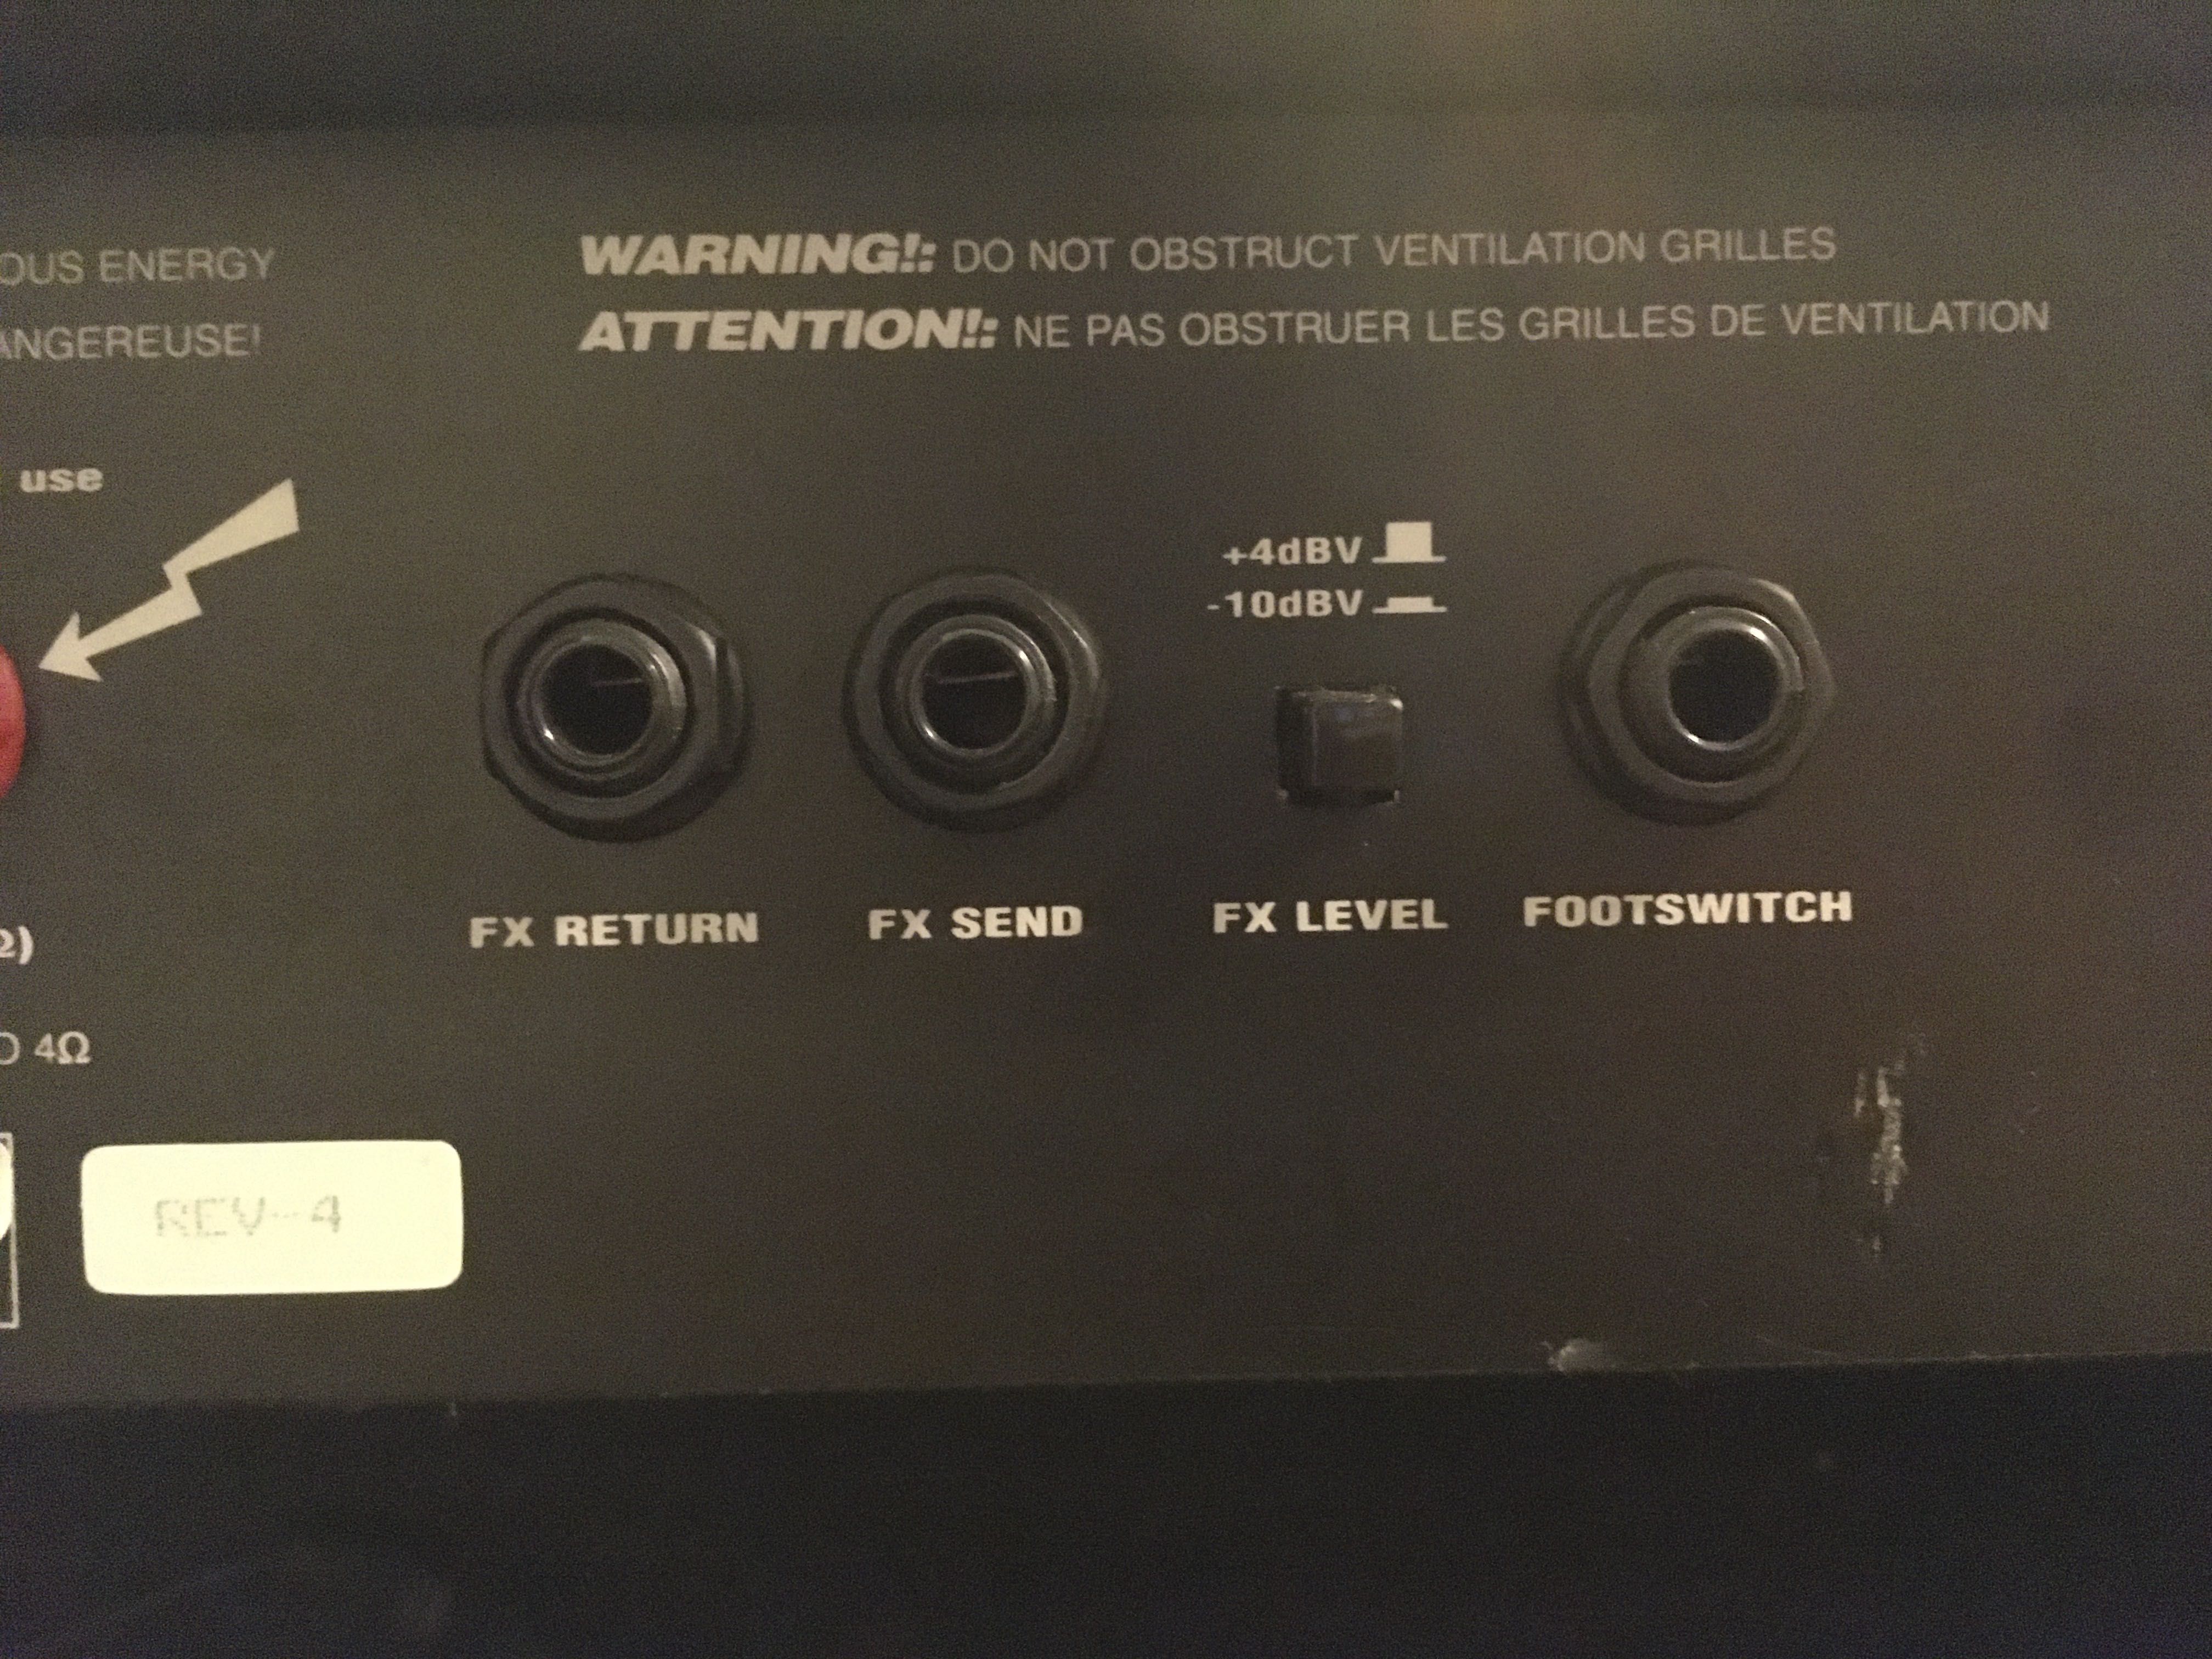 OUS ENERGY
ANGEREUSE!
WARNING!: DO NOT OBSTRUCT VENTILATION GRILLES
ATTENTION!: NE PAS OBSTRUER LES GRILLES DE VENTILATION
use
+4dBV
-10dBV
FX RETURN
FX SEND
FX LEVEL
FOOTSWITCH
Ω)
O 4Ω
REV-4